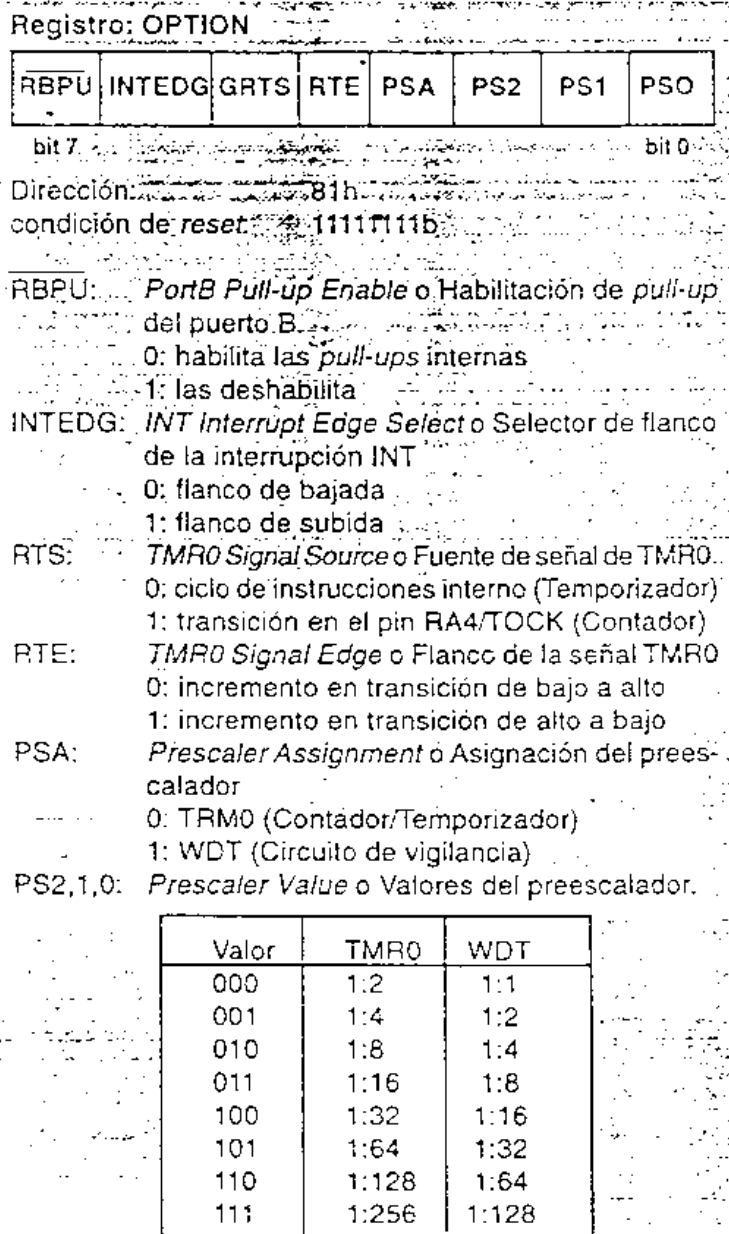 Registro: OPTION
RBPU INTEDG GRTS RTE PSA PS2 PS1 PSO
bit 7 bit 0
Dirección: 81h
condición de reset: 11111111b
RBPU: PortB Pull-up Enable o Habilitación de pull-up
del puerto B.
0: habilita las pull-ups internas
1: las deshabilita
INTEDG: INT Interrupt Edge Select o Selector de flanco
de la interrupción INT
0: flanco de bajada
1: flanco de subida
RTS: TMR0 Signal Source o Fuente de señal de TMR0.
0: ciclo de instrucciones interno (Temporizador)
1: transición en el pin RA4/TOCK (Contador)
RTE: TMR0 Signal Edge o Flanco de la señal TMR0
0: incremento en transición de bajo a alto
1: incremento en transición de alto a bajo
PSA: Prescaler Assignment o Asignación del prees-
calador
0: TRM0 (Contador/Temporizador)
1: WDT (Circuito de vigilancia)
PS2,1,0: Prescaler Value o Valores del preescalador.
Valor TMR0 WDT
000 1:2 1:1
001 1:4 1:2
010 1:8 1:4
011 1:16 1:8
100 1:32 1:16
101 1:64 1:32
110 1:128 1:64
111 1:256 1:128